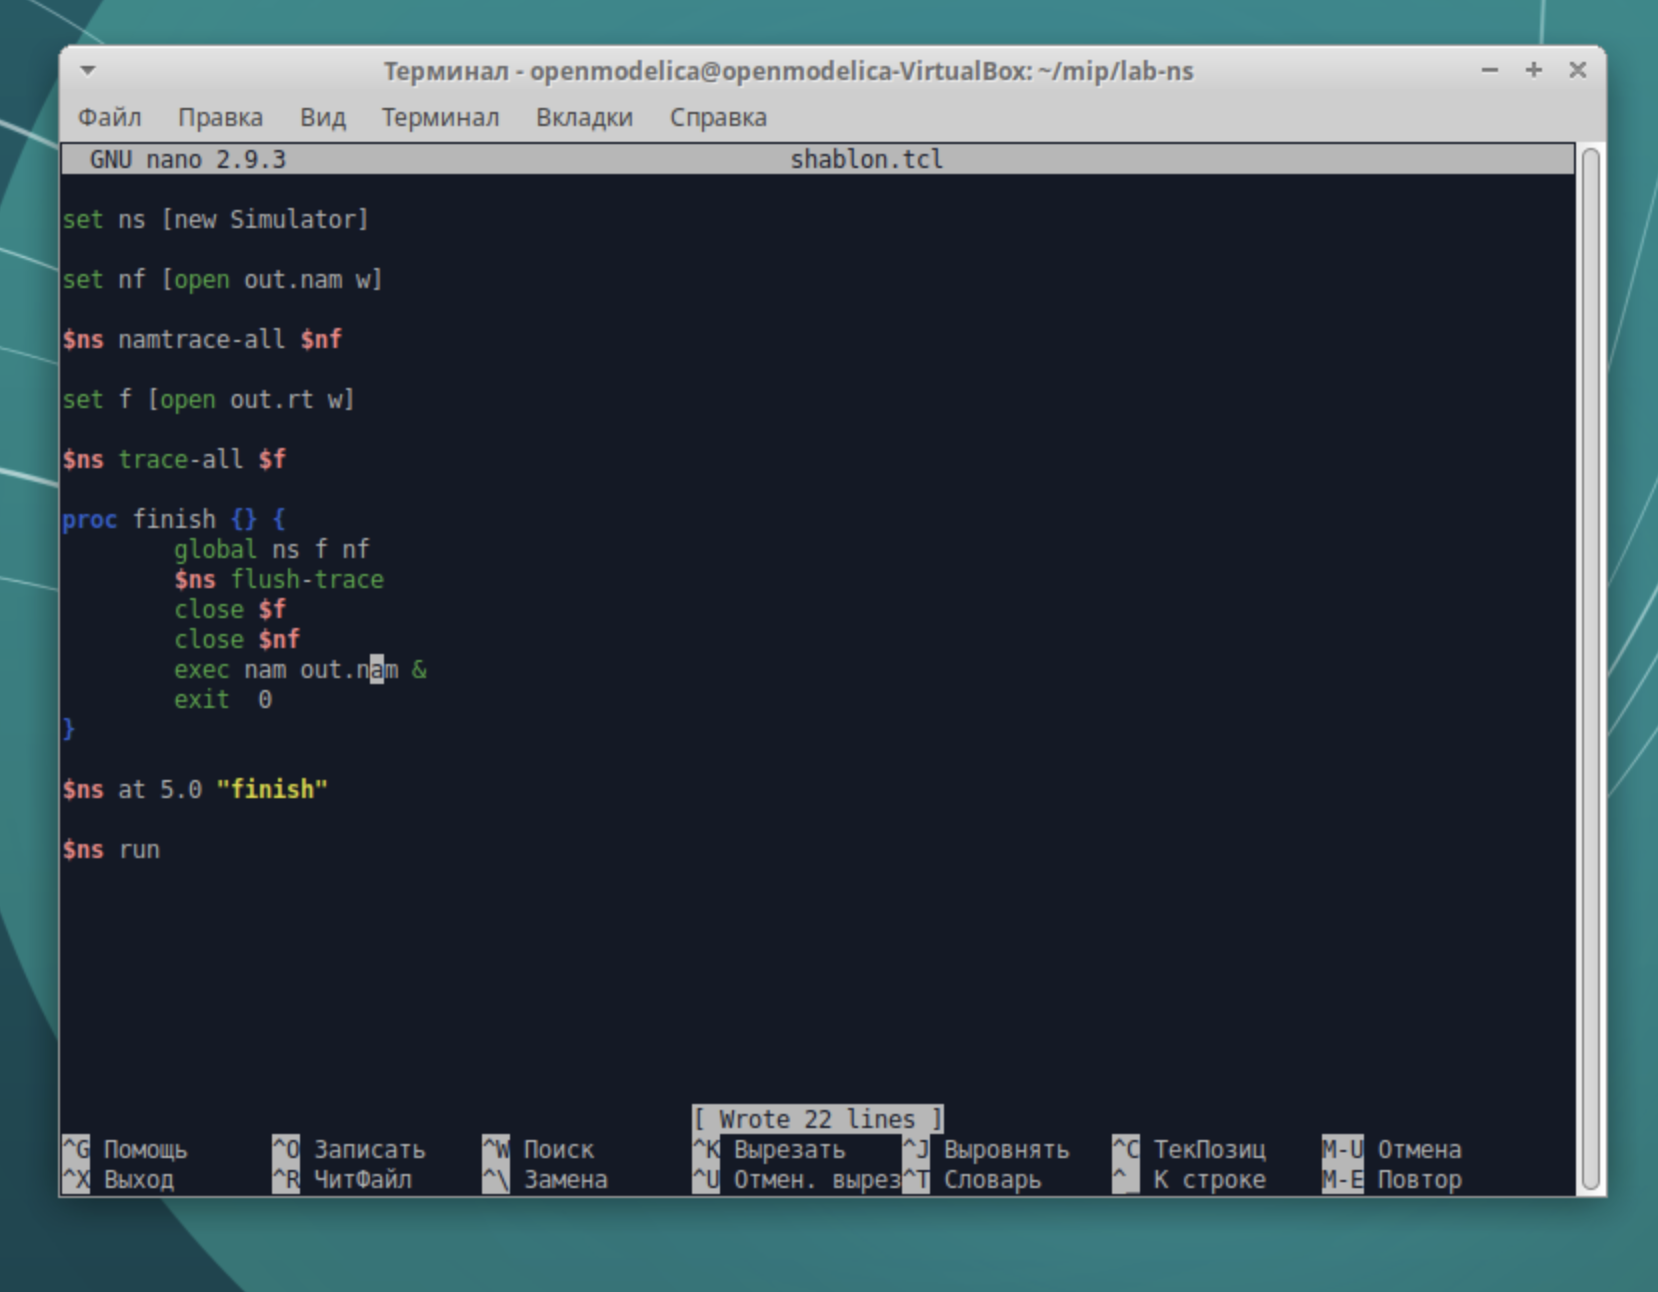 Терминал - openmodelica@openmodelica-VirtualBox: ~/mip/lab-ns
Файл Правка Вид Терминал Вкладки Справка
GNU nano 2.9.3 shablon.tcl
set ns [new Simulator]
set nf [open out.nam w]
$ns namtrace-all $nf
set f [open out.rt w]
$ns trace-all $f
proc finish {} {
global ns f nf
$ns flush-trace
close $f
close $nf
exec nam out.nam &
exit  0
}
$ns at 5.0 "finish"
$ns run
[ Wrote 22 lines ]
^G Помощь ^O Записать ^W Поиск ^K Вырезать ^J Выровнять ^C ТекПозиц M-U Отмена
^X Выход ^R ЧитФайл ^\ Замена ^U Отмен. вырез ^T Словарь ^_ К строке M-E Повтор